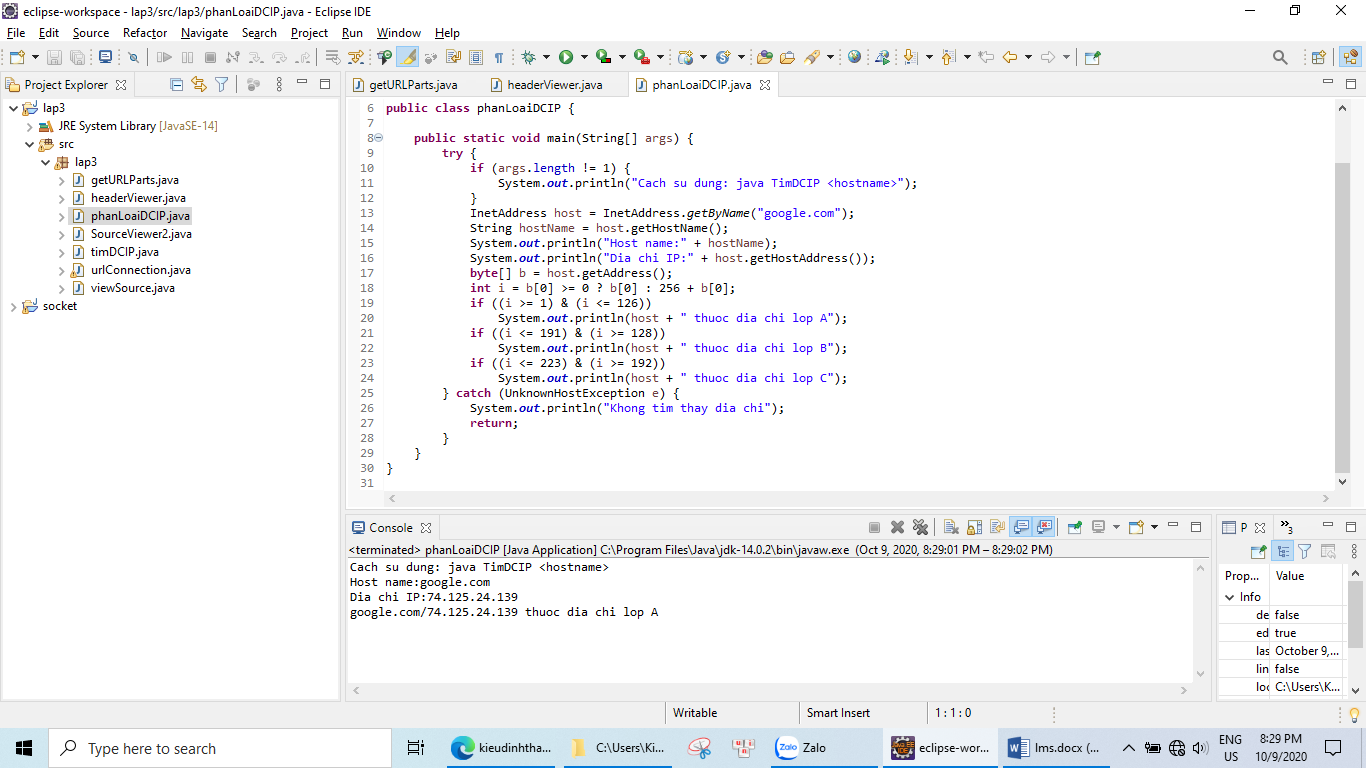 eclipse-workspace - lap3/src/lap3/phanLoaiDCIP.java - Eclipse IDE
File Edit Source Refactor Navigate Search Project Run Window Help
Project Explorer
lap3
JRE System Library [JavaSE-14]
src
lap3
getURLParts.java
headerViewer.java
phanLoaiDCIP.java
SourceViewer2.java
timDCIP.java
urlConnection.java
viewSource.java
socket
getURLParts.java headerViewer.java phanLoaiDCIP.java
6 public class phanLoaiDCIP {
7
8 public static void main(String[] args) {
9 try {
10 if (args.length != 1) {
11 System.out.println("Cach su dung: java TimDCIP <hostname>");
12 }
13 InetAddress host = InetAddress.getByName("google.com");
14 String hostName = host.getHostName();
15 System.out.println("Host name:" + hostName);
16 System.out.println("Dia chi IP:" + host.getHostAddress());
17 byte[] b = host.getAddress();
18 int i = b[0] >= 0 ? b[0] : 256 + b[0];
19 if ((i >= 1) & (i <= 126))
20 System.out.println(host + " thuoc dia chi lop A");
21 if ((i <= 191) & (i >= 128))
22 System.out.println(host + " thuoc dia chi lop B");
23 if ((i <= 223) & (i >= 192))
24 System.out.println(host + " thuoc dia chi lop C");
25 } catch (UnknownHostException e) {
26 System.out.println("Khong tim thay dia chi");
27 return;
28 }
29 }
30 }
31
Console
<terminated> phanLoaiDCIP [Java Application] C:\Program Files\Java\jdk-14.0.2\bin\javaw.exe (Oct 9, 2020, 8:29:01 PM – 8:29:02 PM)
Cach su dung: java TimDCIP <hostname>
Host name:google.com
Dia chi IP:74.125.24.139
google.com/74.125.24.139 thuoc dia chi lop A
P »3
Prop... Value
Info
de false
ed true
las October 9,...
lin false
loc C:\Users\K...
Writable Smart Insert 1 : 1 : 0
Type here to search
kieudinhtha...
C:\Users\Ki...
Zalo Zalo
eclipse-wor...
lms.docx (...
ENG
US
8:29 PM
10/9/2020